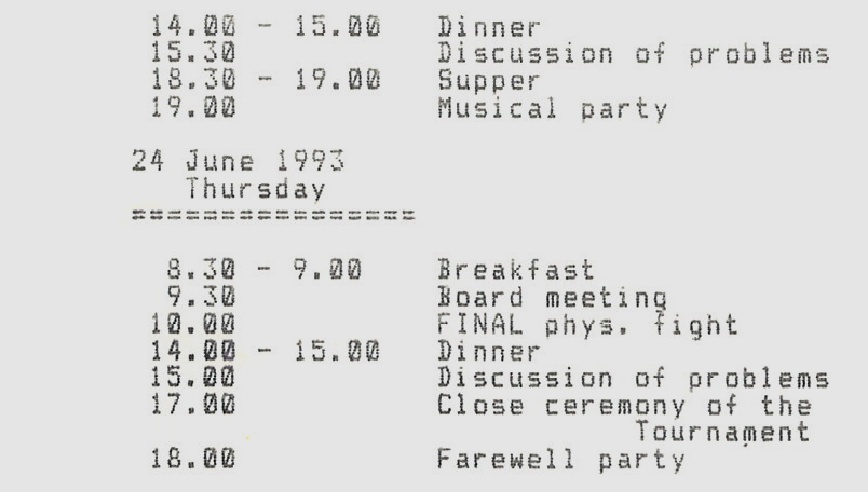 14.00 - 15.00 Dinner
15.30 Discussion of problems
18.30 - 19.00 Supper
19.00 Musical party
24 June 1993
Thursday
================
8.30 - 9.00 Breakfast
9.30 Board meeting
10.00 FINAL phys. fight
14.00 - 15.00 Dinner
15.00 Discussion of problems
17.00 Close ceremony of the
Tournament
18.00 Farewell party